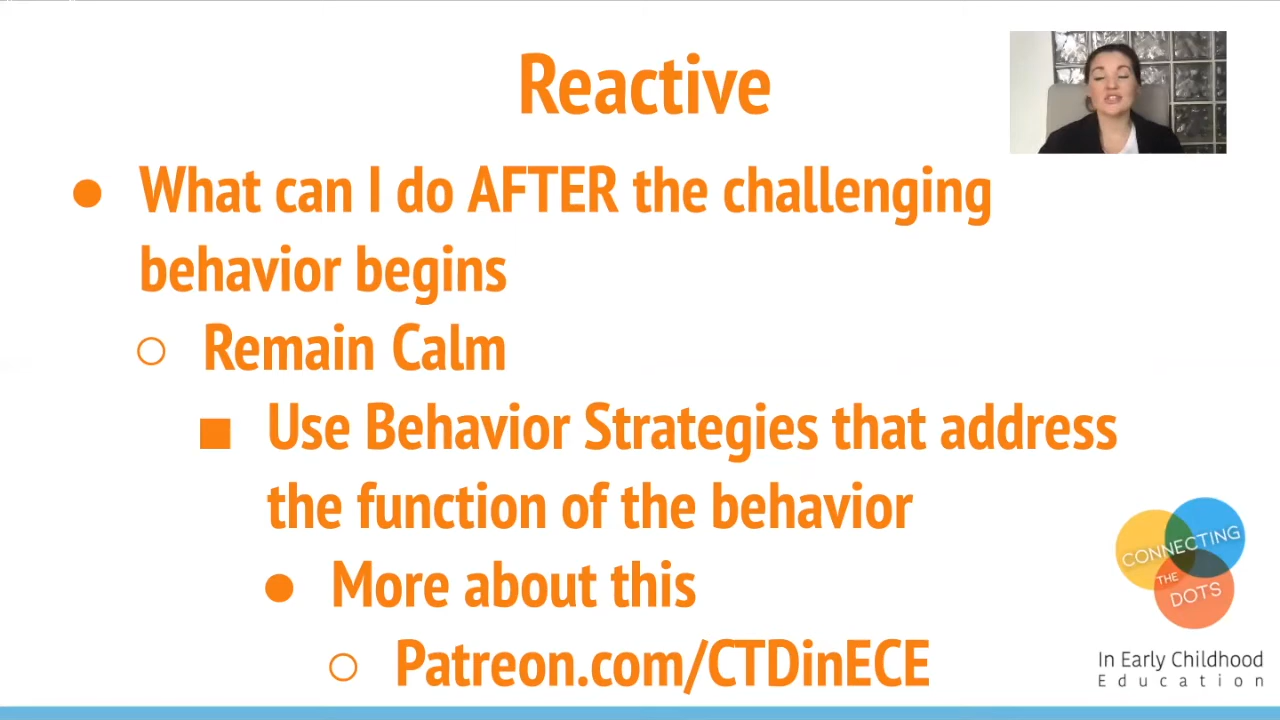 Reactive
● What can I do AFTER the challenging
behavior begins
○ Remain Calm
■ Use Behavior Strategies that address
the function of the behavior
● More about this
○ Patreon.com/CTDinECE
CONNECTING
THE
DOTS
In Early Childhood
Education